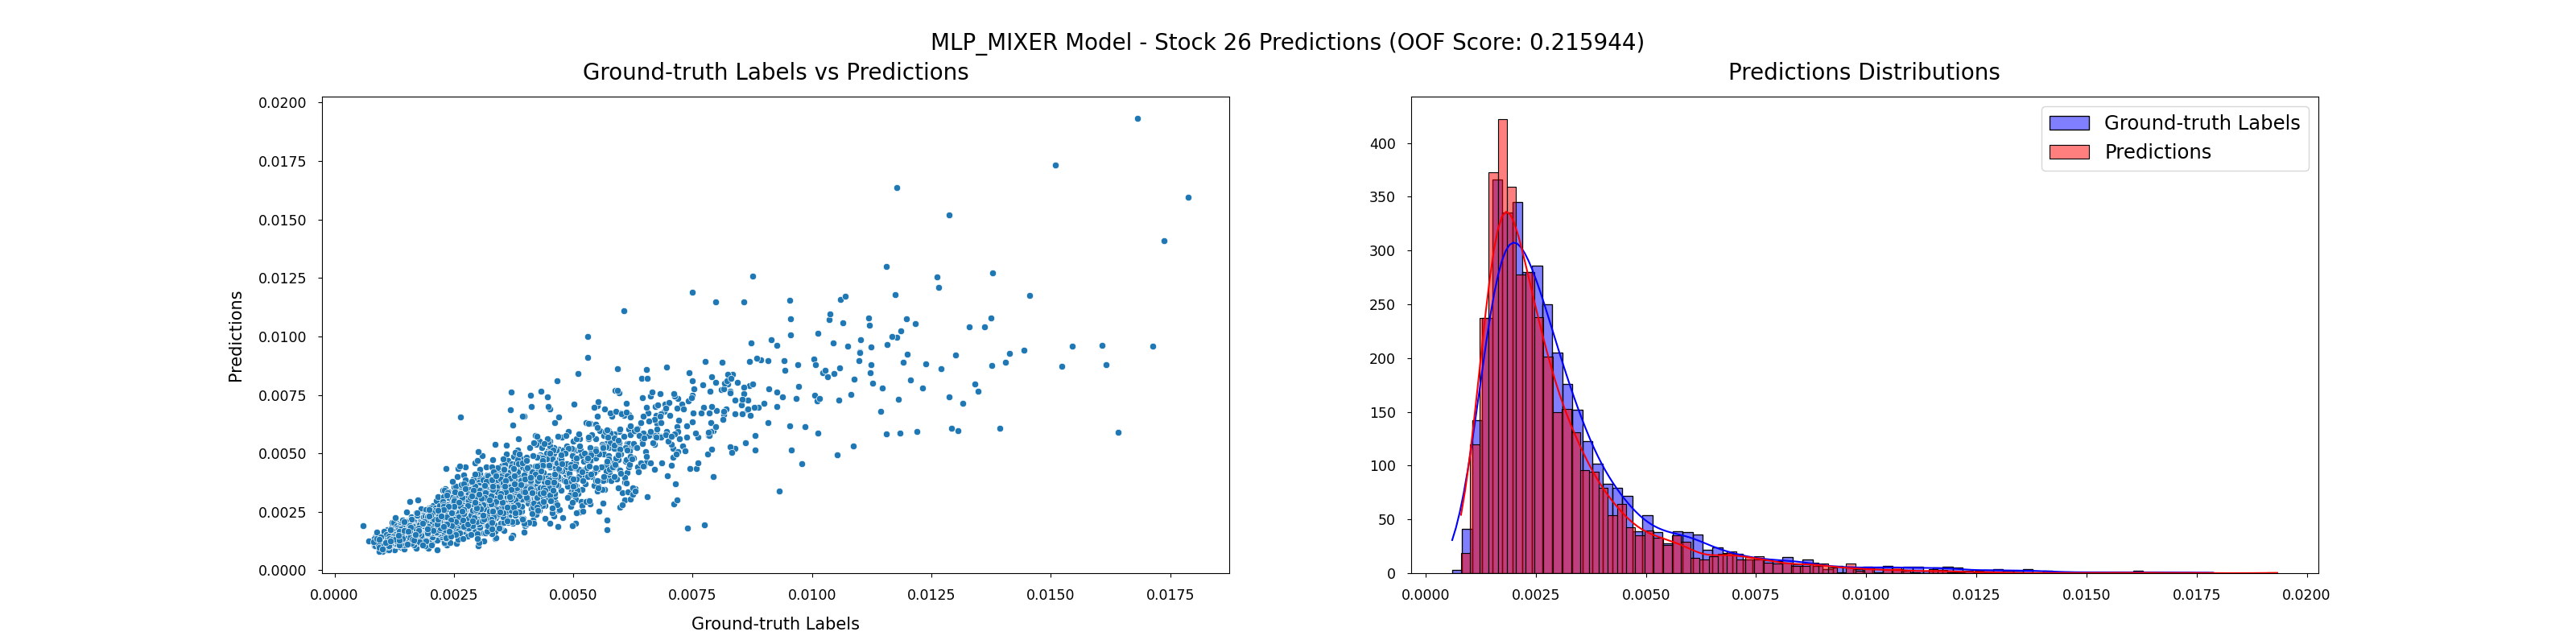 MLP_MIXER Model - Stock 26 Predictions (OOF Score: 0.215944)
Ground-truth Labels vs Predictions
0.0200
0.0175
0.0150
0.0125
0.0100
0.0075
0.0050
0.0025
0.0000
Predictions
0.0000 0.0025 0.0050 0.0075 0.0100 0.0125 0.0150 0.0175
Ground-truth Labels
Predictions Distributions
Ground-truth Labels
Predictions
400
350
300
250
200
150
100
50
0
0.0000 0.0025 0.0050 0.0075 0.0100 0.0125 0.0150 0.0175 0.0200